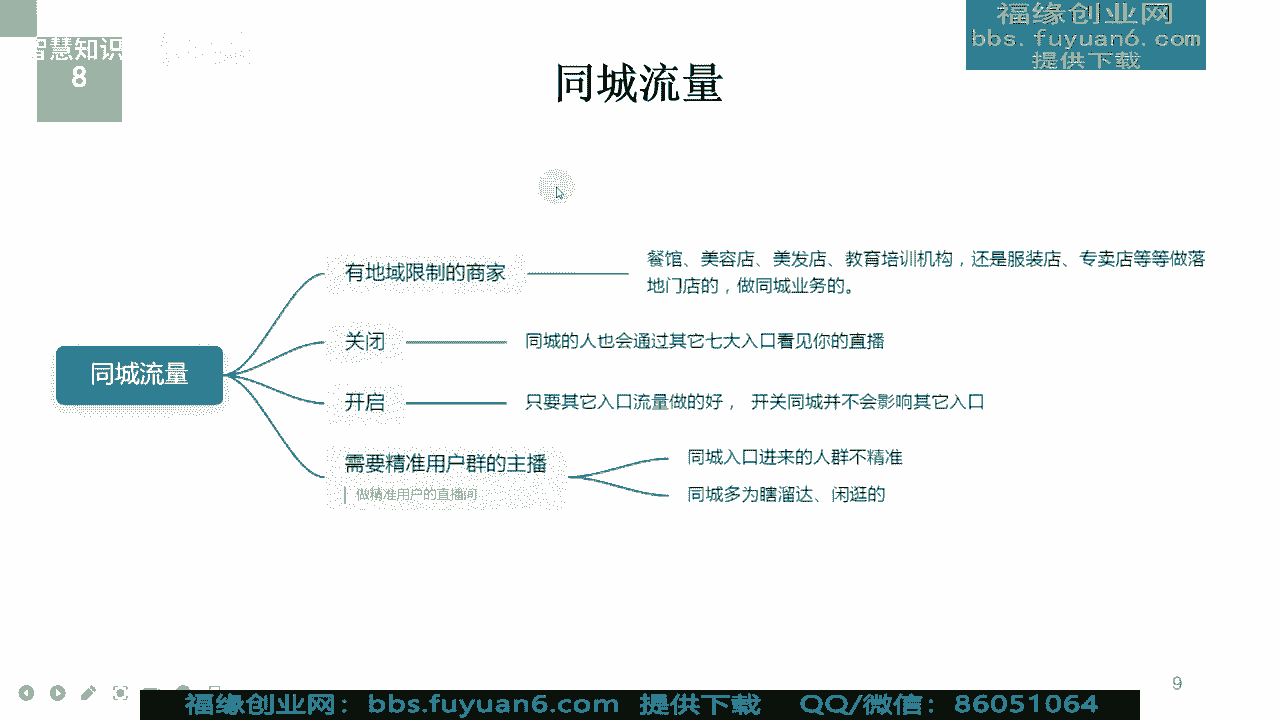 智慧知识
8
福缘创业网
bbs.fuyuan6.com
提供下载
同城流量
有地域限制的商家
餐馆、美容店、美发店、教育培训机构，还是服装店、专卖店等等做落
地门店的，做同城业务的。
关闭
同城的人也会通过其它七大入口看见你的直播
同城流量
开启
只要其它入口流量做的好， 开关同城并不会影响其它入口
需要精准用户群的主播
做精准用户的直播间
同城入口进来的人群不精准
同城多为瞎溜达、闲逛的
9
福缘创业网：bbs.fuyuan6.com 提供下载 QQ/微信：86051064